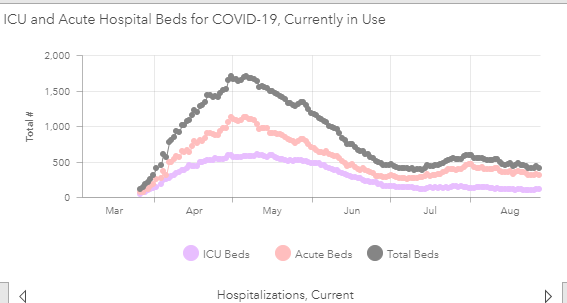 ICU and Acute Hospital Beds for COVID-19, Currently in Use
2,000
1,500
1,000
500
0
Total #
Mar Apr May Jun Jul Aug
ICU Beds Acute Beds Total Beds
Hospitalizations, Current